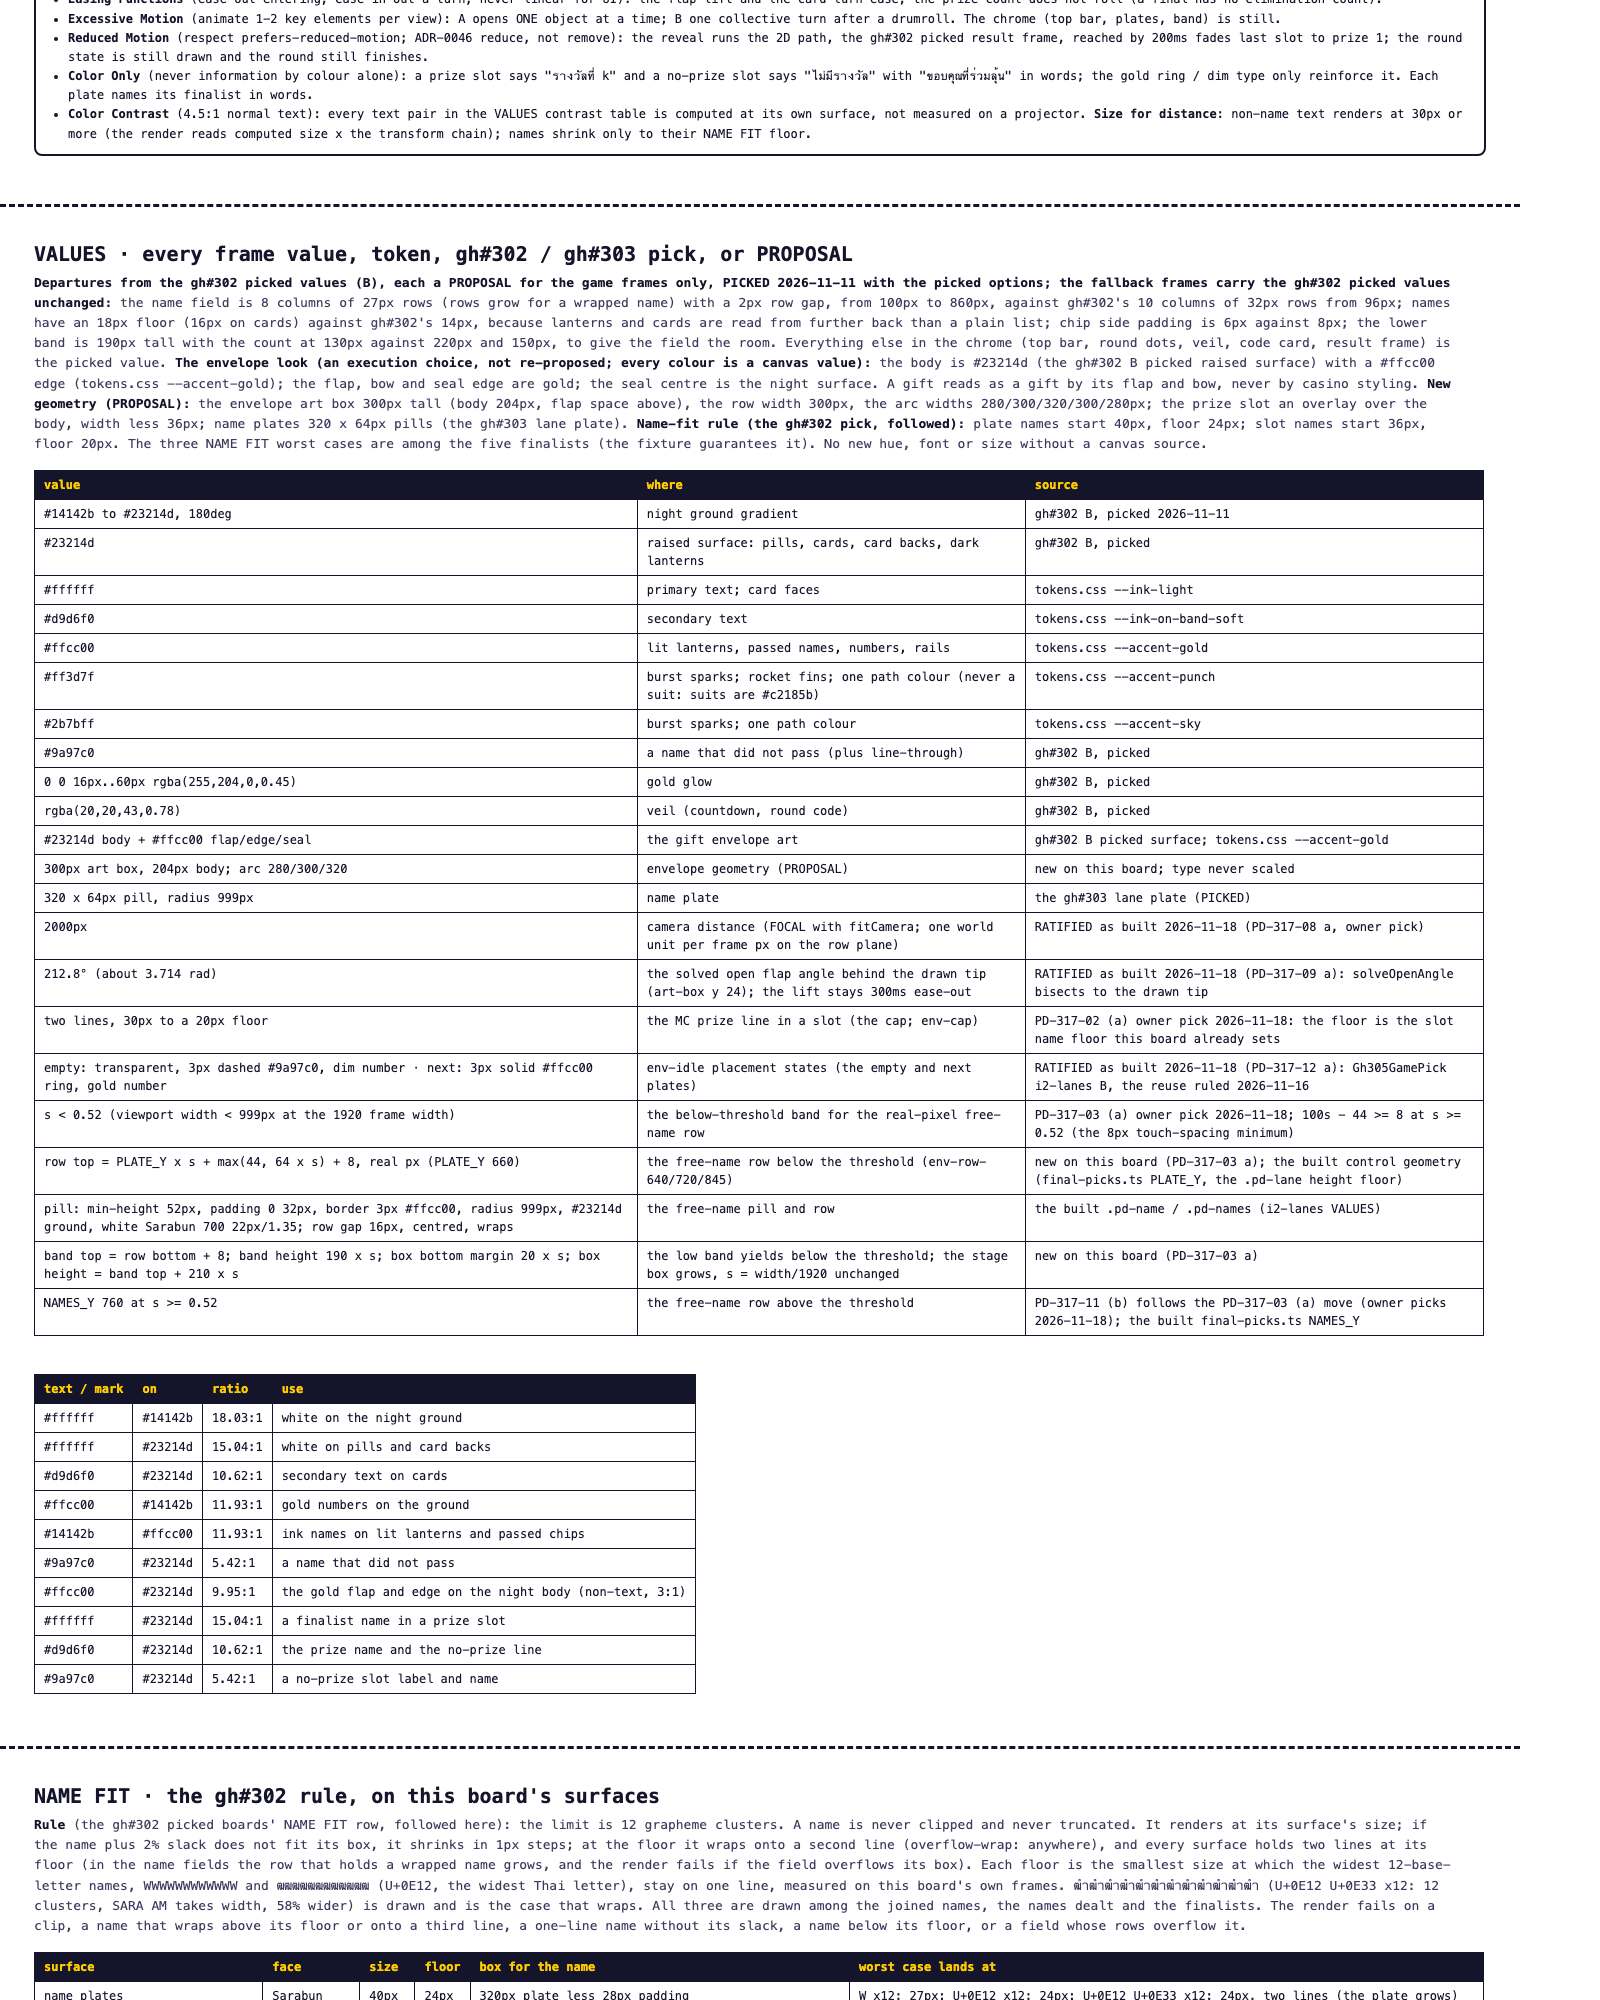 • Excessive Motion (animate 1–2 key elements per view): A opens ONE object at a time; B one collective turn after a drumroll. The chrome (top bar, plates, band) is still.
• Reduced Motion (respect prefers-reduced-motion; ADR-0046 reduce, not remove): the reveal runs the 2D path, the gh#302 picked result frame, reached by 200ms fades last slot to prize 1; the round
state is still drawn and the round still finishes.
• Color Only (never information by colour alone): a prize slot says "รางวัลที่ k" and a no-prize slot says "ไม่มีรางวัล" with "ขอบคุณที่ร่วมลุ้น" in words; the gold ring / dim type only reinforce it. Each
plate names its finalist in words.
• Color Contrast (4.5:1 normal text): every text pair in the VALUES contrast table is computed at its own surface, not measured on a projector. Size for distance: non-name text renders at 30px or
more (the render reads computed size x the transform chain); names shrink only to their NAME FIT floor.
VALUES · every frame value, token, gh#302 / gh#303 pick, or PROPOSAL
Departures from the gh#302 picked values (B), each a PROPOSAL for the game frames only, PICKED 2026-11-11 with the picked options; the fallback frames carry the gh#302 picked values
unchanged: the name field is 8 columns of 27px rows (rows grow for a wrapped name) with a 2px row gap, from 100px to 860px, against gh#302's 10 columns of 32px rows from 96px; names
have an 18px floor (16px on cards) against gh#302's 14px, because lanterns and cards are read from further back than a plain list; chip side padding is 6px against 8px; the lower
band is 190px tall with the count at 130px against 220px and 150px, to give the field the room. Everything else in the chrome (top bar, round dots, veil, code card, result frame) is
the picked value. The envelope look (an execution choice, not re-proposed; every colour is a canvas value): the body is #23214d (the gh#302 B picked raised surface) with a #ffcc00
edge (tokens.css --accent-gold); the flap, bow and seal edge are gold; the seal centre is the night surface. A gift reads as a gift by its flap and bow, never by casino styling. New
geometry (PROPOSAL): the envelope art box 300px tall (body 204px, flap space above), the row width 300px, the arc widths 280/300/320/300/280px; the prize slot an overlay over the
body, width less 36px; name plates 320 x 64px pills (the gh#303 lane plate). Name-fit rule (the gh#302 pick, followed): plate names start 40px, floor 24px; slot names start 36px,
floor 20px. The three NAME FIT worst cases are among the five finalists (the fixture guarantees it). No new hue, font or size without a canvas source.
value where source
#14142b to #23214d, 180deg night ground gradient gh#302 B, picked 2026-11-11
#23214d raised surface: pills, cards, card backs, dark lanterns gh#302 B, picked
#ffffff primary text; card faces tokens.css --ink-light
#d9d6f0 secondary text tokens.css --ink-on-band-soft
#ffcc00 lit lanterns, passed names, numbers, rails tokens.css --accent-gold
#ff3d7f burst sparks; rocket fins; one path colour (never a suit: suits are #c2185b) tokens.css --accent-punch
#2b7bff burst sparks; one path colour tokens.css --accent-sky
#9a97c0 a name that did not pass (plus line-through) gh#302 B, picked
0 0 16px..60px rgba(255,204,0,0.45) gold glow gh#302 B, picked
rgba(20,20,43,0.78) veil (countdown, round code) gh#302 B, picked
#23214d body + #ffcc00 flap/edge/seal the gift envelope art gh#302 B picked surface; tokens.css --accent-gold
300px art box, 204px body; arc 280/300/320 envelope geometry (PROPOSAL) new on this board; type never scaled
320 x 64px pill, radius 999px name plate the gh#303 lane plate (PICKED)
2000px camera distance (FOCAL with fitCamera; one world unit per frame px on the row plane) RATIFIED as built 2026-11-18 (PD-317-08 a, owner pick)
212.8° (about 3.714 rad) the solved open flap angle behind the drawn tip (art-box y 24); the lift stays 300ms ease-out RATIFIED as built 2026-11-18 (PD-317-09 a): solveOpenAngle bisects to the drawn tip
two lines, 30px to a 20px floor the MC prize line in a slot (the cap; env-cap) PD-317-02 (a) owner pick 2026-11-18: the floor is the slot name floor this board already sets
empty: transparent, 3px dashed #9a97c0, dim number · next: 3px solid #ffcc00 ring, gold number env-idle placement states (the empty and next plates) RATIFIED as built 2026-11-18 (PD-317-12 a): Gh305GamePick i2-lanes B, the reuse ruled 2026-11-16
s < 0.52 (viewport width < 999px at the 1920 frame width) the below-threshold band for the real-pixel free-name row PD-317-03 (a) owner pick 2026-11-18; 100s - 44 >= 8 at s >= 0.52 (the 8px touch-spacing minimum)
row top = PLATE_Y x s + max(44, 64 x s) + 8, real px (PLATE_Y 660) the free-name row below the threshold (env-row-640/720/845) new on this board (PD-317-03 a); the built control geometry (final-picks.ts PLATE_Y, the .pd-lane height floor)
pill: min-height 52px, padding 0 32px, border 3px #ffcc00, radius 999px, #23214d ground, white Sarabun 700 22px/1.35; row gap 16px, centred, wraps the free-name pill and row the built .pd-name / .pd-names (i2-lanes VALUES)
band top = row bottom + 8; band height 190 x s; box bottom margin 20 x s; box height = band top + 210 x s the low band yields below the threshold; the stage box grows, s = width/1920 unchanged new on this board (PD-317-03 a)
NAMES_Y 760 at s >= 0.52 the free-name row above the threshold PD-317-11 (b) follows the PD-317-03 (a) move (owner picks 2026-11-18); the built final-picks.ts NAMES_Y
text / mark on ratio use
#ffffff #14142b 18.03:1 white on the night ground
#ffffff #23214d 15.04:1 white on pills and card backs
#d9d6f0 #23214d 10.62:1 secondary text on cards
#ffcc00 #14142b 11.93:1 gold numbers on the ground
#14142b #ffcc00 11.93:1 ink names on lit lanterns and passed chips
#9a97c0 #23214d 5.42:1 a name that did not pass
#ffcc00 #23214d 9.95:1 the gold flap and edge on the night body (non-text, 3:1)
#ffffff #23214d 15.04:1 a finalist name in a prize slot
#d9d6f0 #23214d 10.62:1 the prize name and the no-prize line
#9a97c0 #23214d 5.42:1 a no-prize slot label and name
NAME FIT · the gh#302 rule, on this board's surfaces
Rule (the gh#302 picked boards' NAME FIT row, followed here): the limit is 12 grapheme clusters. A name is never clipped and never truncated. It renders at its surface's size; if
the name plus 2% slack does not fit its box, it shrinks in 1px steps; at the floor it wraps onto a second line (overflow-wrap: anywhere), and every surface holds two lines at its
floor (in the name fields the row that holds a wrapped name grows, and the render fails if the field overflows its box). Each floor is the smallest size at which the widest 12-base-
letter names, WWWWWWWWWWWW and ฒฒฒฒฒฒฒฒฒฒฒฒ (U+0E12, the widest Thai letter), stay on one line, measured on this board's own frames. ฒำฒำฒำฒำฒำฒำฒำฒำฒำฒำฒำฒำ (U+0E12 U+0E33 x12: 12
clusters, SARA AM takes width, 58% wider) is drawn and is the case that wraps. All three are drawn among the joined names, the names dealt and the finalists. The render fails on a
clip, a name that wraps above its floor or onto a third line, a one-line name without its slack, a name below its floor, or a field whose rows overflow it.
surface face size floor box for the name worst case lands at
name plates Sarabun 40px 24px 320px plate less 28px padding W x12: 27px; U+0E12 x12: 24px; U+0E12 U+0E33 x12: 24px, two lines (the plate grows)